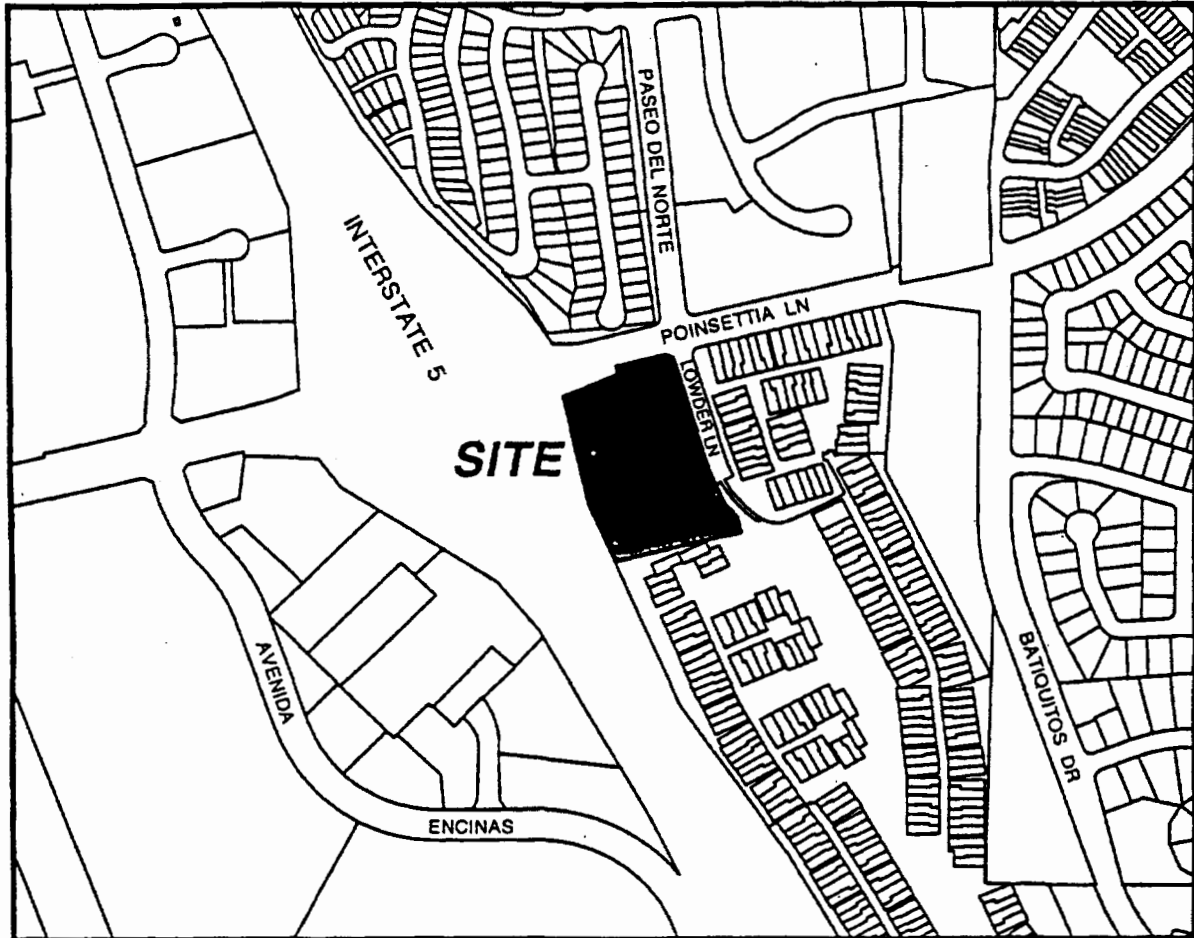 PASEO DEL NORTE
INTERSTATE 5
POINSETTIA LN
LOWDER LN
SITE
AVENIDA
ENCINAS
BATIQUITOS DR